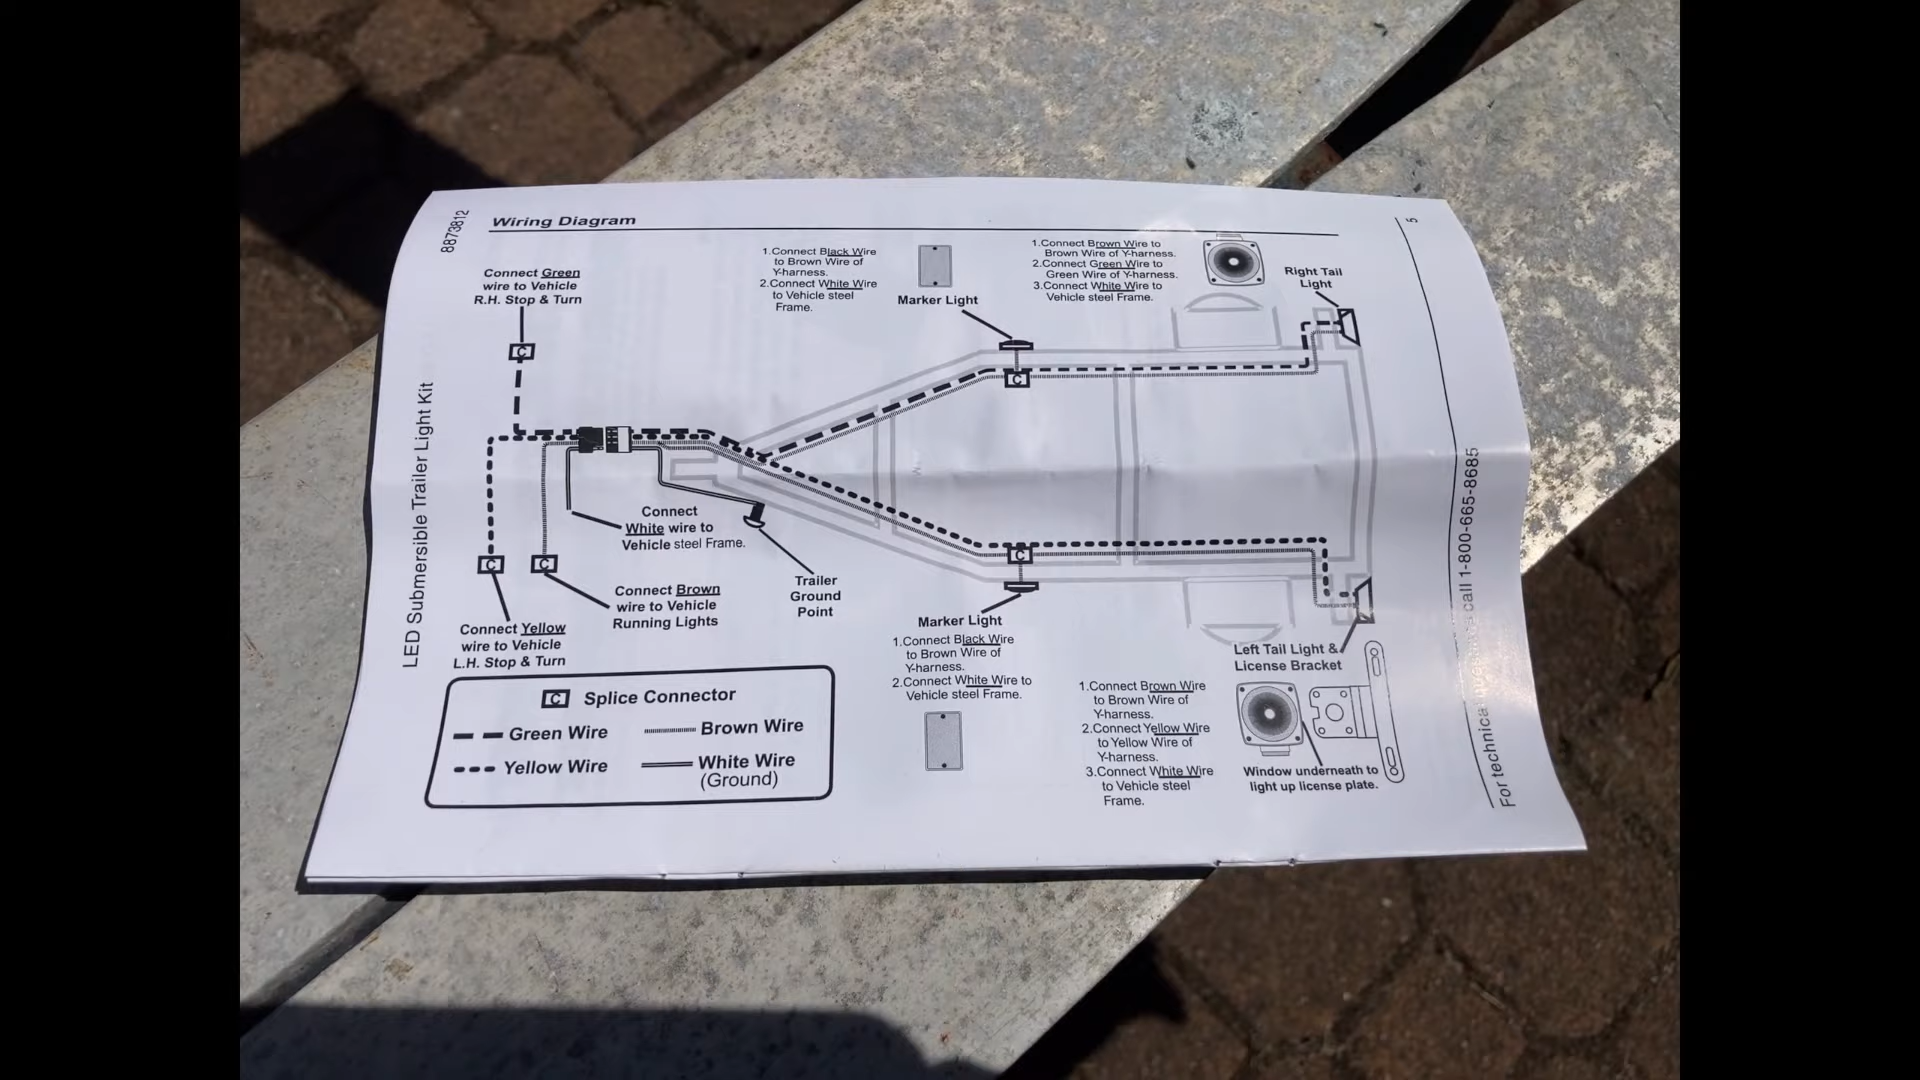 8873812
Wiring Diagram
5
LED Submersible Trailer Light Kit
Connect Green
wire to Vehicle
R.H. Stop & Turn
C
1.Connect Black Wire
to Brown Wire of
Y-harness.
2.Connect White Wire
to Vehicle steel
Frame.
Marker Light
C
1.Connect Brown Wire to
Brown Wire of Y-harness.
2.Connect Green Wire to
Green Wire of Y-harness.
3.Connect White Wire to
Vehicle steel Frame.
Right Tail
Light
Connect
White wire to
Vehicle steel Frame.
C
C
Connect Brown
wire to Vehicle
Running Lights
Connect Yellow
wire to Vehicle
L.H. Stop & Turn
Trailer
Ground
Point
C
Marker Light
1.Connect Black Wire
to Brown Wire of
Y-harness.
2.Connect White Wire to
Vehicle steel Frame.
Left Tail Light &
License Bracket
1.Connect Brown Wire
to Brown Wire of
Y-harness.
2.Connect Yellow Wire
to Yellow Wire of
Y-harness.
3.Connect White Wire
to Vehicle steel
Frame.
Window underneath to
light up license plate.
C Splice Connector
Green Wire
Brown Wire
Yellow Wire
White Wire
(Ground)
For technical call 1-800-665-8685